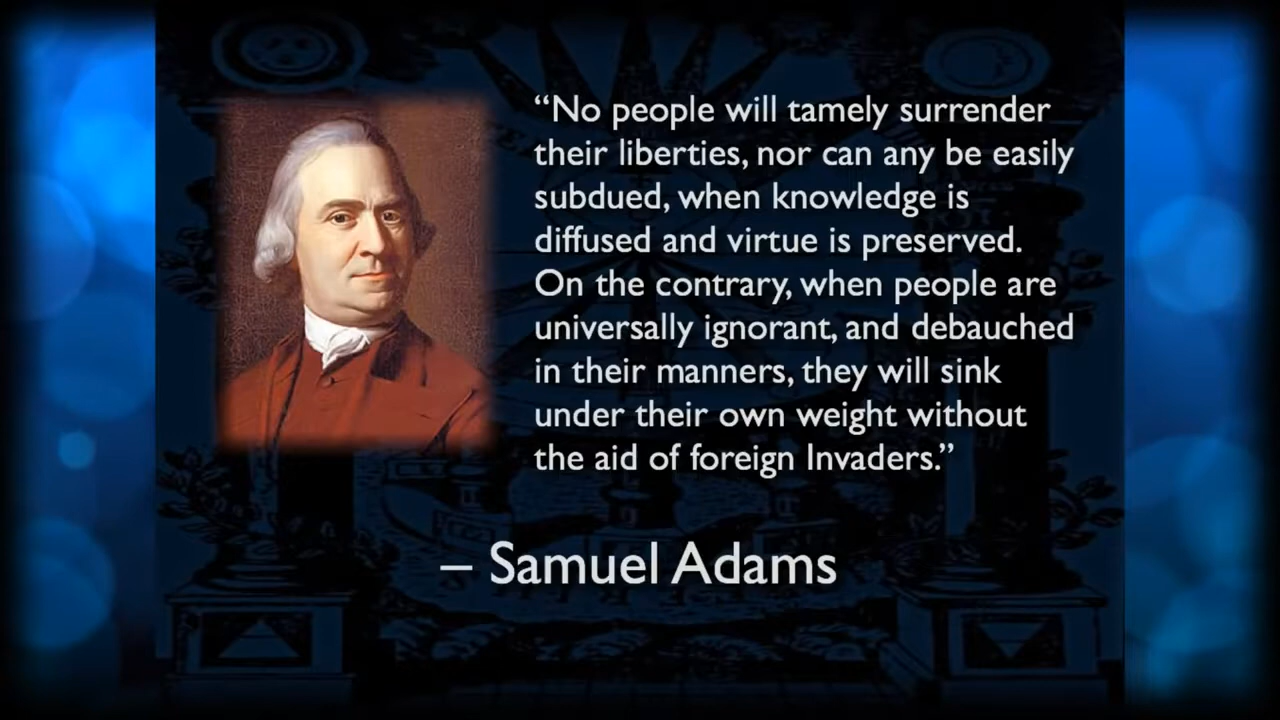 “No people will tamely surrender
their liberties, nor can any be easily
subdued, when knowledge is
diffused and virtue is preserved.
On the contrary, when people are
universally ignorant, and debauched
in their manners, they will sink
under their own weight without
the aid of foreign Invaders.”
– Samuel Adams